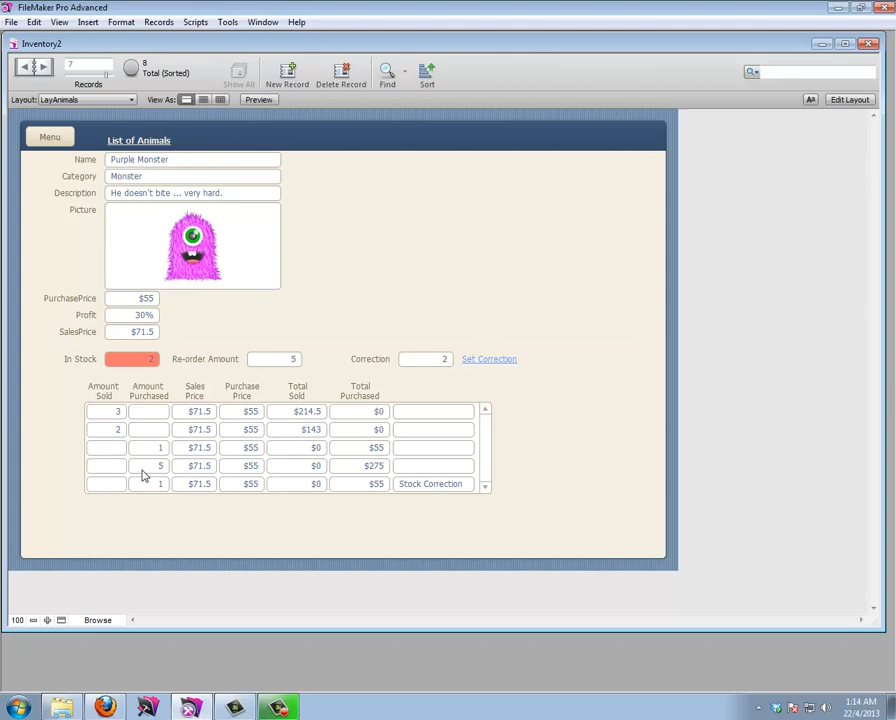 FileMaker Pro Advanced
File Edit View Insert Format Records Scripts Tools Window Help
Inventory2
7
8
Total (Sorted)
Records
Show All
New Record
Delete Record
Find
Sort
Layout: LayAnimals
View As:
Preview
Aa
Edit Layout
Menu
List of Animals
Name Purple Monster
Category Monster
Description He doesn't bite ... very hard.
Picture
PurchasePrice $55
Profit 30%
SalesPrice $71.5
In Stock 2 Re-order Amount 5 Correction 2 Set Correction
Amount Amount Sales Purchase Total Total
Sold Purchased Price Price Sold Purchased
3 $71.5 $55 $214.5 $0
2 $71.5 $55 $143 $0
1 $71.5 $55 $0 $55
5 $71.5 $55 $0 $275
1 $71.5 $55 $0 $55 Stock Correction
100 Browse
1:14 AM
22/4/2013